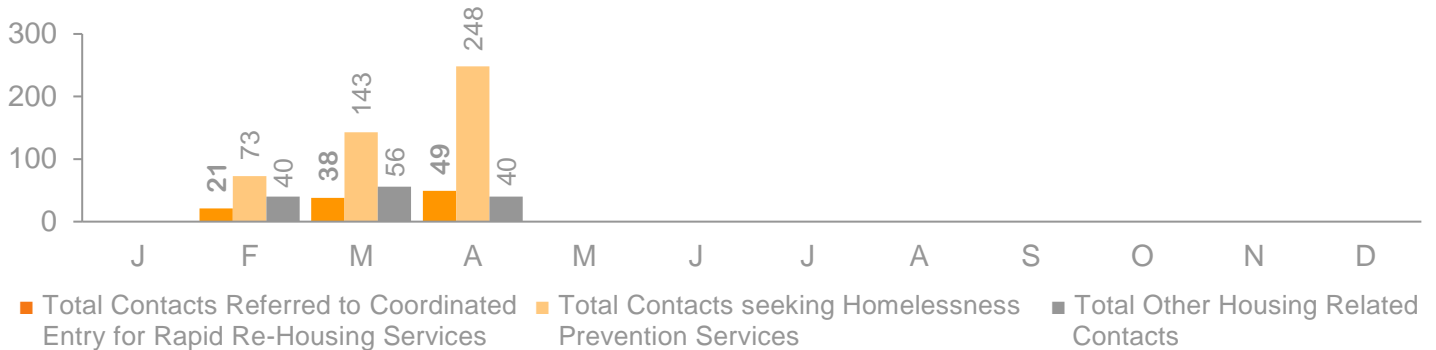 300
200
100
0
21
73
40
38
143
56
49
248
40
J F M A M J J A S O N D
Total Contacts Referred to Coordinated
Entry for Rapid Re-Housing Services
Total Contacts seeking Homelessness
Prevention Services
Total Other Housing Related
Contacts